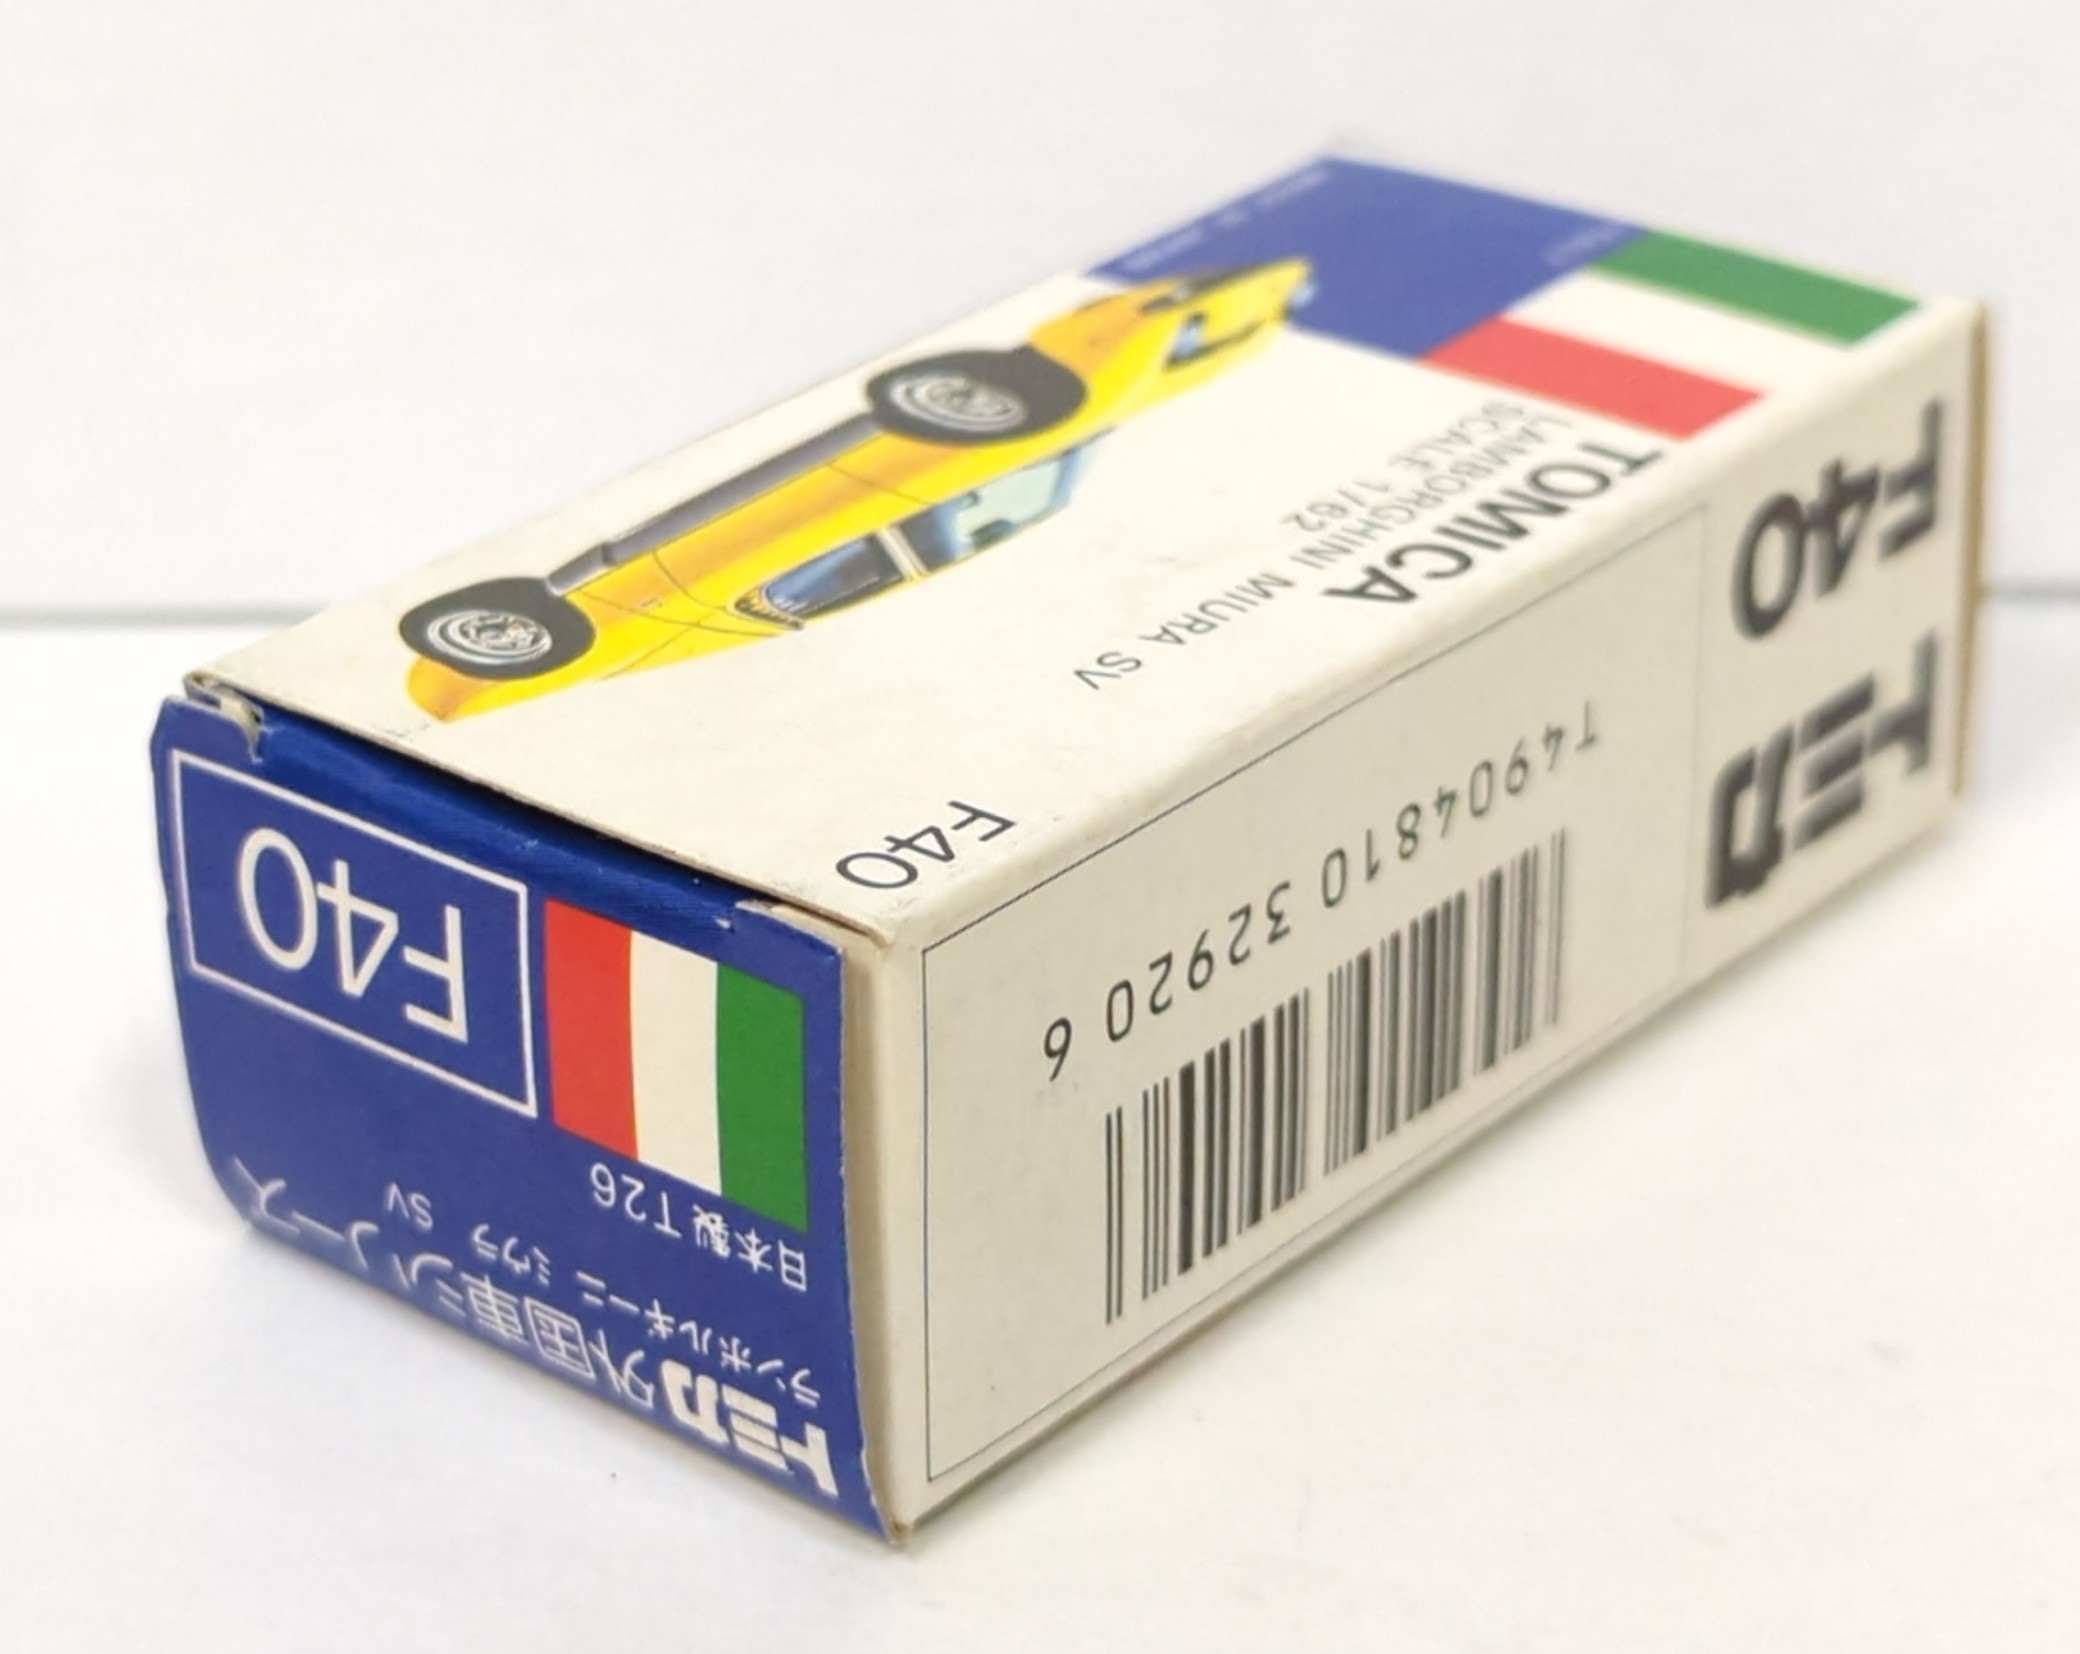 TOMICA
LAMBORGHINI MIURA SV
SCALE 1/62
F40
F40 トミカ
T4904810 32920 6
トミカ外国車シリーズ
ランボルギーニ ミウラ SV
日本製 T26
F40